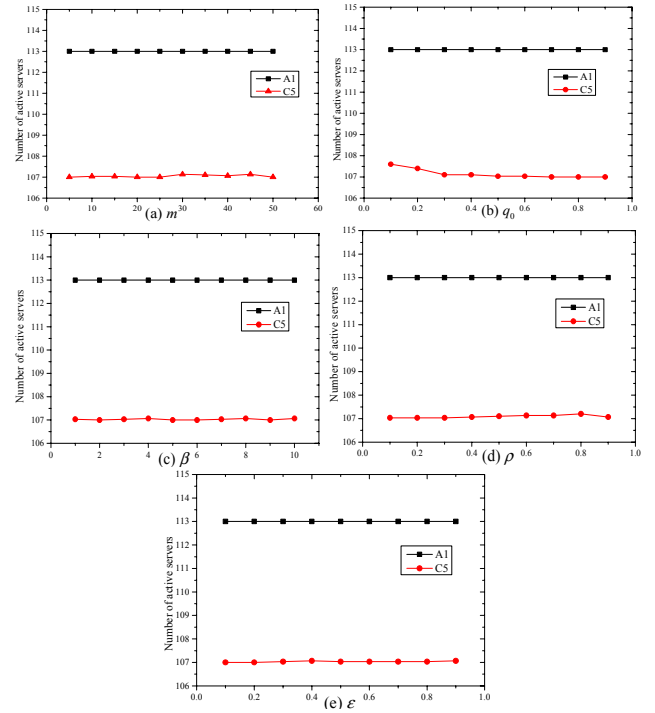 115
114
113
112
111
110
109
108
107
106
Number of active servers
A1
C5
0 10 20 30 40 50 60
(a) m
115
114
113
112
111
110
109
108
107
106
Number of active servers
A1
C5
0.0 0.2 0.4 0.6 0.8 1.0
(b) q0
115
114
113
112
111
110
109
108
107
106
Number of active servers
A1
C5
0 2 4 6 8 10
(c) β
115
114
113
112
111
110
109
108
107
106
Number of active servers
A1
C5
0.0 0.2 0.4 0.6 0.8 1.0
(d) ρ
115
114
113
112
111
110
109
108
107
106
Number of active servers
A1
C5
0.0 0.2 0.4 0.6 0.8 1.0
(e) ε